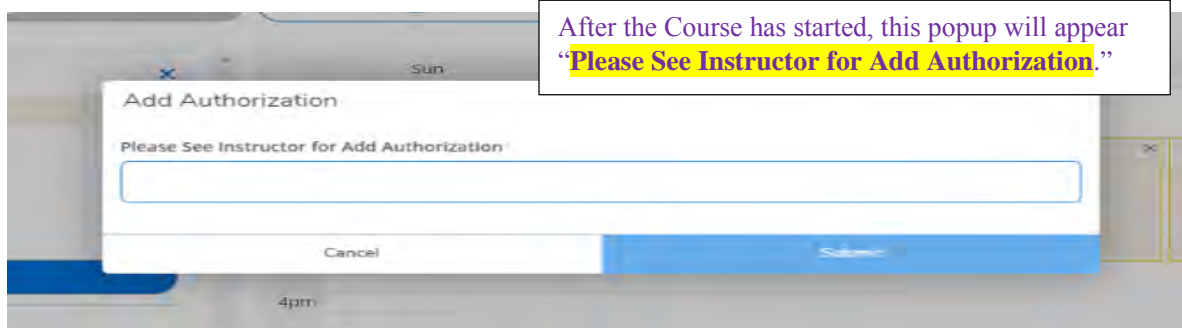 After the Course has started, this popup will appear
“Please See Instructor for Add Authorization.”
Sun
Add Authorization
Please See Instructor for Add Authorization
Cancel
Submit
4pm